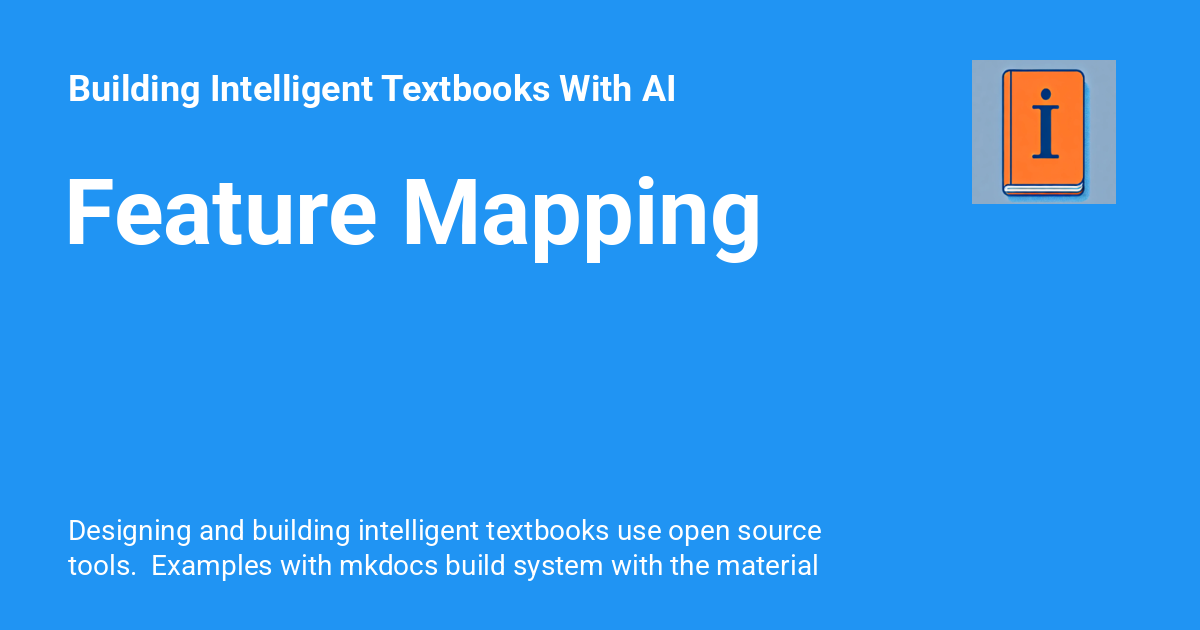 Building Intelligent Textbooks With AI
i
Feature Mapping
Designing and building intelligent textbooks use open source
tools.  Examples with mkdocs build system with the material